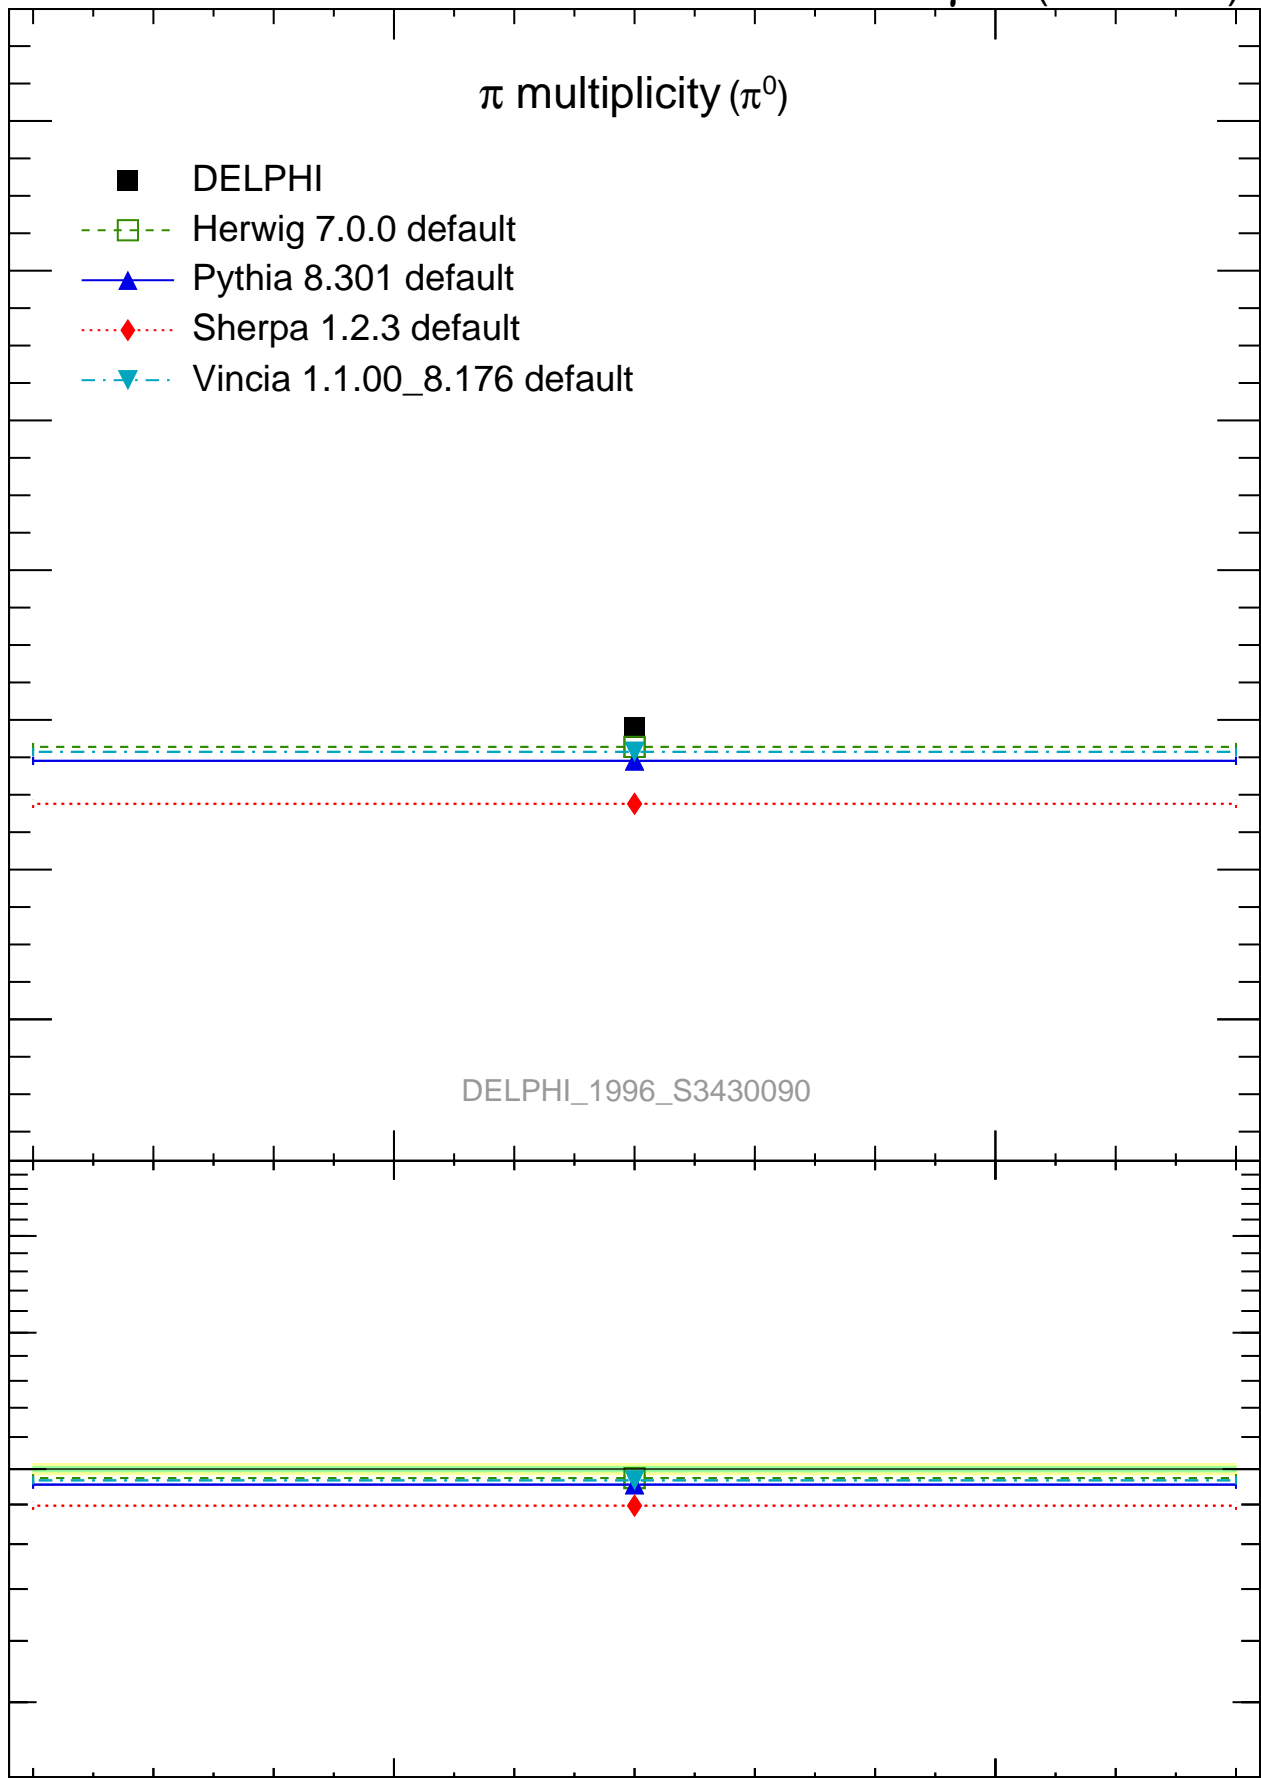 π multiplicity (π⁰)
DELPHI
Herwig 7.0.0 default
Pythia 8.301 default
Sherpa 1.2.3 default
Vincia 1.1.00_8.176 default
DELPHI_1996_S3430090